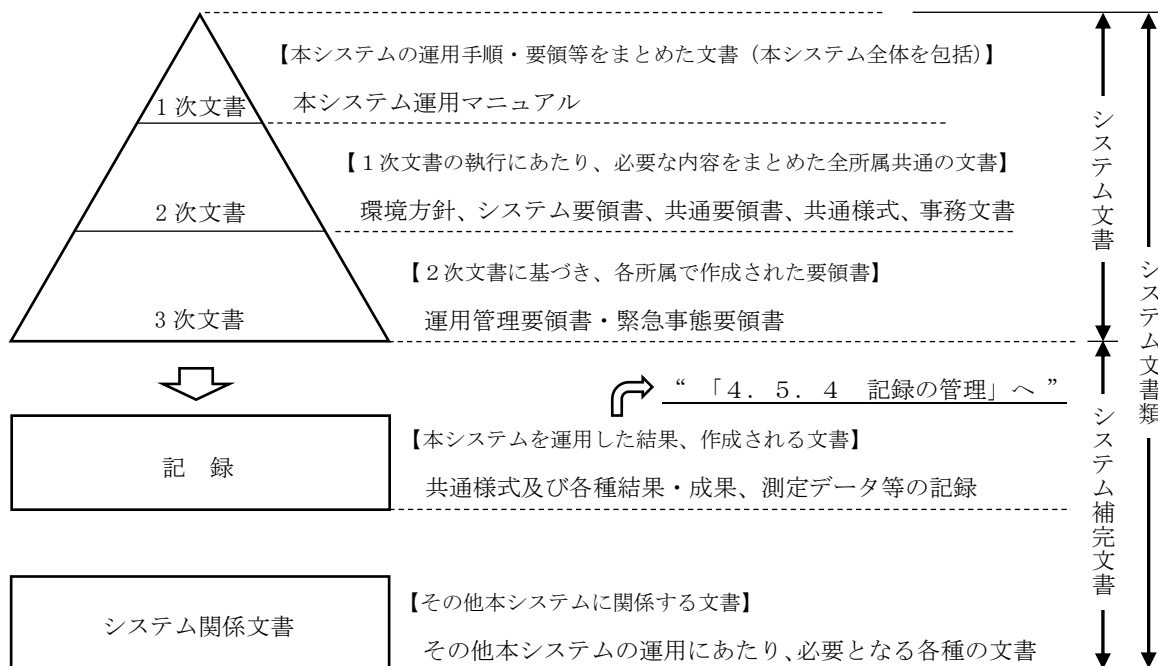 【本システムの運用手順・要領等をまとめた文書（本システム全体を包括）】
1次文書
本システム運用マニュアル
【１次文書の執行にあたり、必要な内容をまとめた全所属共通の文書】
2次文書
環境方針、システム要領書、共通要領書、共通様式、事務文書
【２次文書に基づき、各所属で作成された要領書】
3次文書
運用管理要領書・緊急事態要領書
“ 「４．５．４　記録の管理」へ ”
記　録
【本システムを運用した結果、作成される文書】
共通様式及び各種結果・成果、測定データ等の記録
システム関係文書
【その他本システムに関係する文書】
その他本システムの運用にあたり、必要となる各種の文書
システム文書
システム補完文書
システム文書類